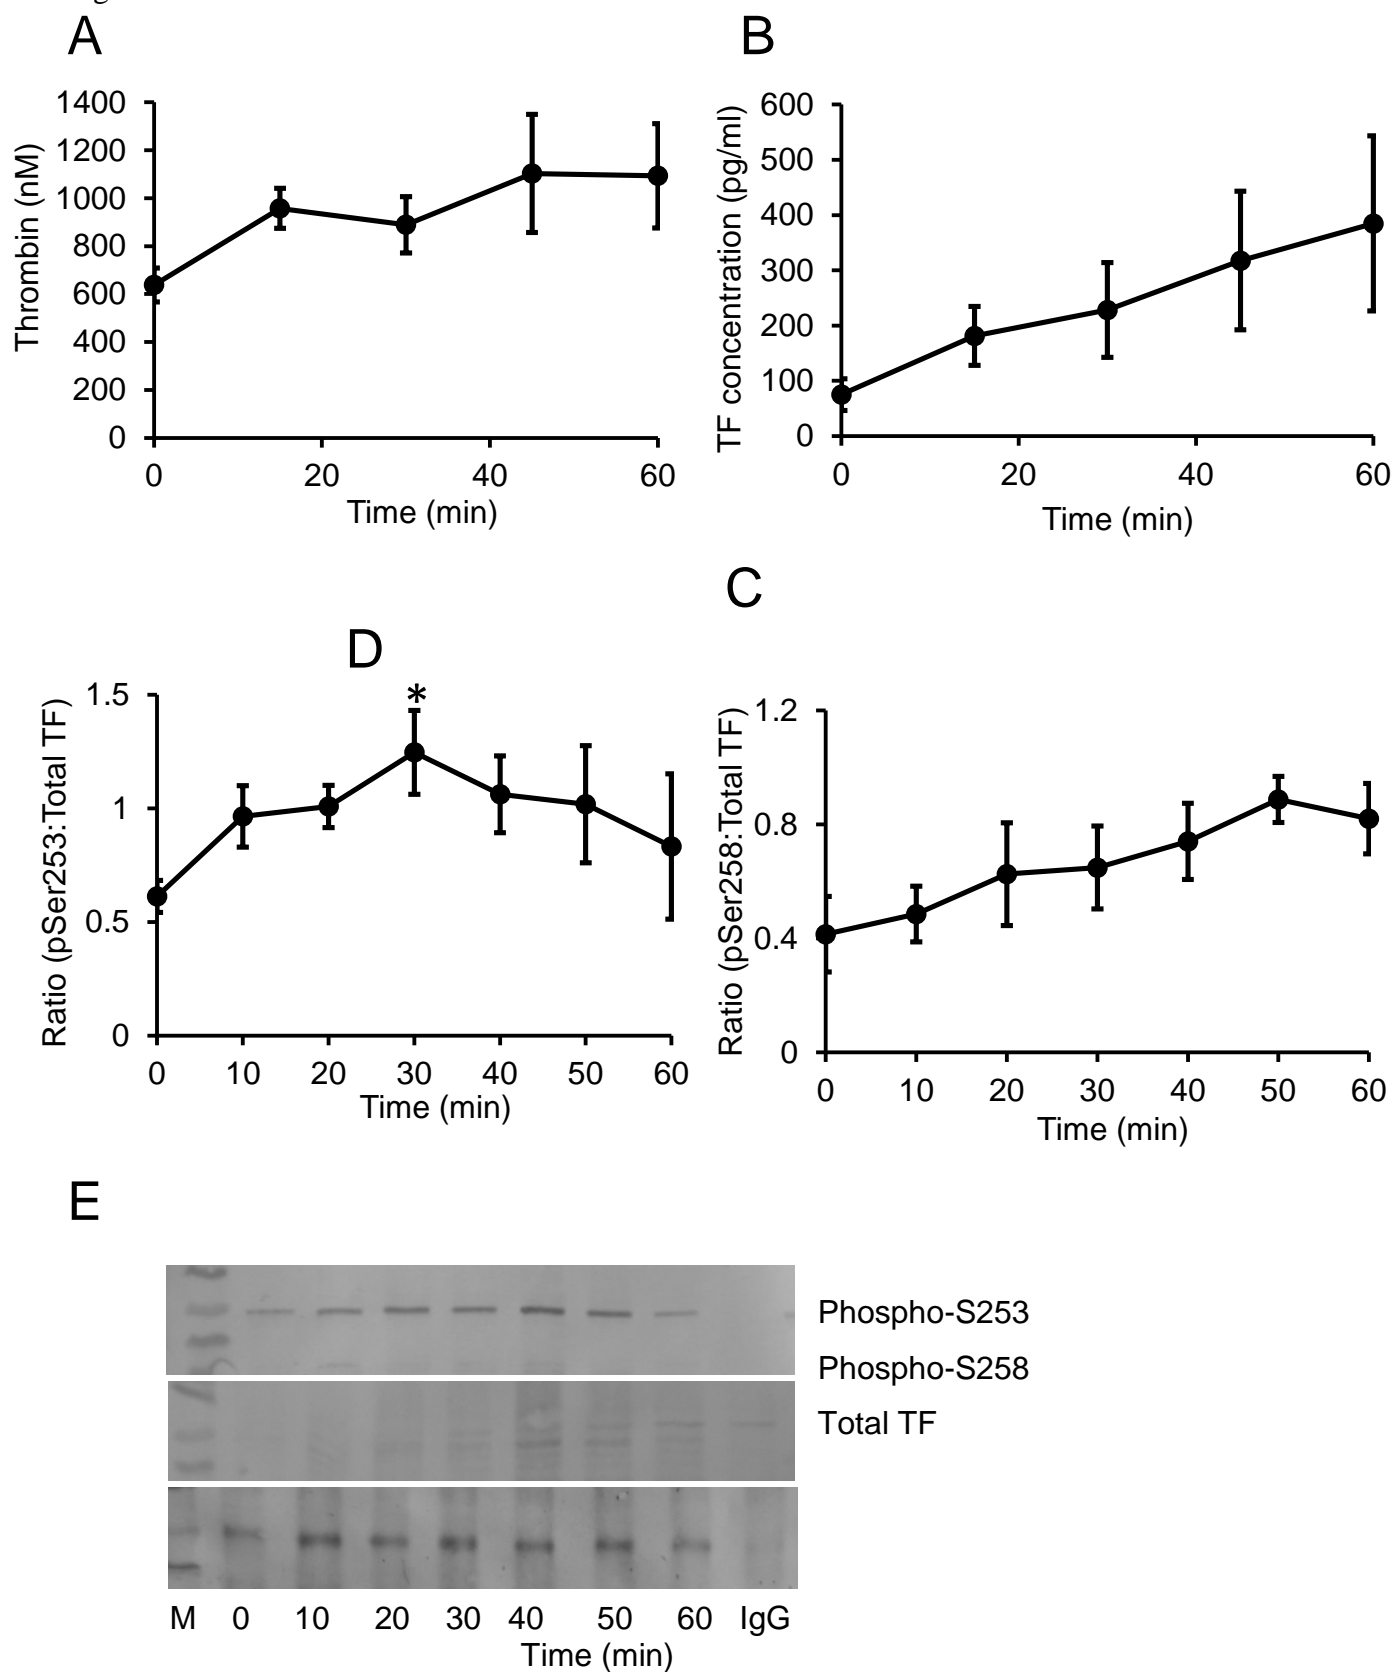 A
Thrombin (nM)
1400
1200
1000
800
600
400
200
0
0 20 40 60
Time (min)
B
TF concentration (pg/ml)
600
500
400
300
200
100
0
0 20 40 60
Time (min)
D
Ratio (pSer253:Total TF)
1.5
*
1
0.5
0
0 10 20 30 40 50 60
Time (min)
C
Ratio (pSer258:Total TF)
1.2
0.8
0.4
0
0 10 20 30 40 50 60
Time (min)
E
Phospho-S253
Phospho-S258
Total TF
M 0 10 20 30 40 50 60 IgG
Time (min)